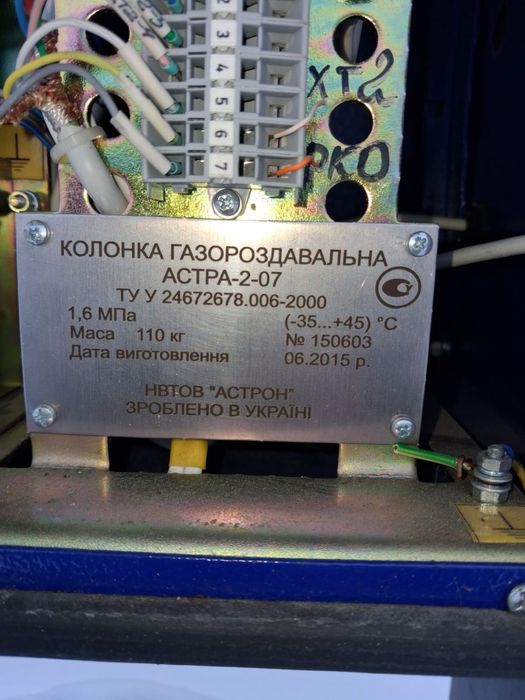 2
3
4
5
6
7
ХТ2
РКО
КОЛОНКА ГАЗОРОЗДАВАЛЬНА
АСТРА-2-07
ТУ У 24672678.006-2000
1,6 МПа (-35...+45) °С
Маса 110 кг № 150603
Дата виготовлення 06.2015 р.
НВТОВ "АСТРОН"
ЗРОБЛЕНО В УКРАЇНІ